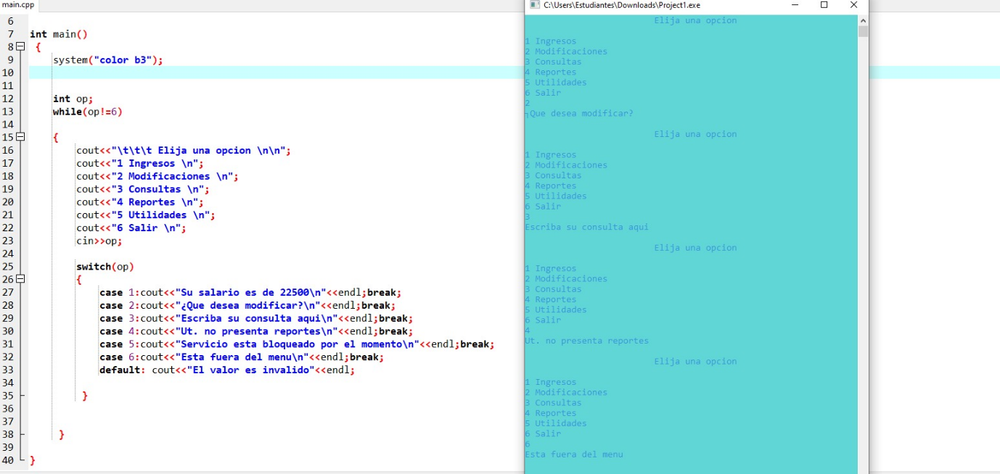 main.cpp
6
7 int main()
8 {
9 system("color b3");
10
11
12 int op;
13 while(op!=6)
14
15 {
16 cout<<"\t\t\t Elija una opcion \n\n";
17 cout<<"1 Ingresos \n";
18 cout<<"2 Modificaciones \n";
19 cout<<"3 Consultas \n";
20 cout<<"4 Reportes \n";
21 cout<<"5 Utilidades \n";
22 cout<<"6 Salir \n";
23 cin>>op;
24
25 switch(op)
26 {
27 case 1:cout<<"Su salario es de 22500\n"<<endl;break;
28 case 2:cout<<"¿Que desea modificar?\n"<<endl;break;
29 case 3:cout<<"Escriba su consulta aqui\n"<<endl;break;
30 case 4:cout<<"Ut. no presenta reportes\n"<<endl;break;
31 case 5:cout<<"Servicio esta bloqueado por el momento\n"<<endl;break;
32 case 6:cout<<"Esta fuera del menu\n"<<endl;break;
33 default: cout<<"El valor es invalido"<<endl;
34
35 }
36
37
38 }
39
40 }
C:\Users\Estudiantes\Downloads\Project1.exe
Elija una opcion
1 Ingresos
2 Modificaciones
3 Consultas
4 Reportes
5 Utilidades
6 Salir
2
┐Que desea modificar?
Elija una opcion
1 Ingresos
2 Modificaciones
3 Consultas
4 Reportes
5 Utilidades
6 Salir
3
Escriba su consulta aqui
Elija una opcion
1 Ingresos
2 Modificaciones
3 Consultas
4 Reportes
5 Utilidades
6 Salir
4
Ut. no presenta reportes
Elija una opcion
1 Ingresos
2 Modificaciones
3 Consultas
4 Reportes
5 Utilidades
6 Salir
6
Esta fuera del menu